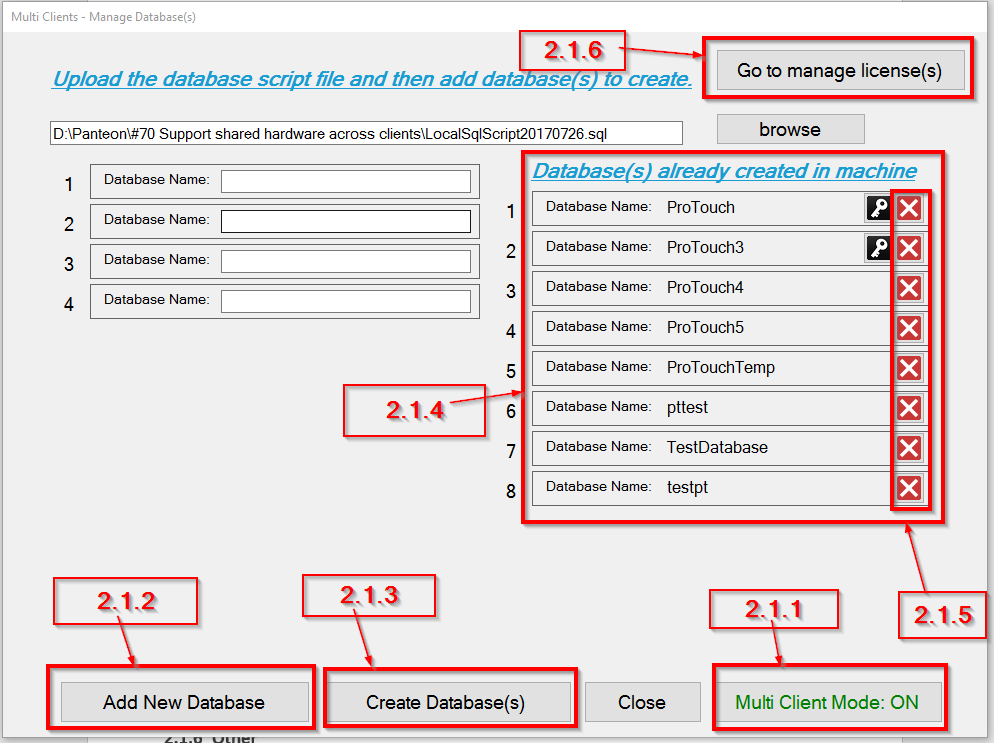 Multi Clients - Manage Database(s)
2.1.6
Go to manage license(s)
Upload the database script file and then add database(s) to create.
D:\Panteon\#70 Support shared hardware across clients\LocalSqlScript20170726.sql
browse
1 Database Name:
2 Database Name:
3 Database Name:
4 Database Name:
Database(s) already created in machine
1 Database Name: ProTouch
2 Database Name: ProTouch3
3 Database Name: ProTouch4
4 Database Name: ProTouch5
5 Database Name: ProTouchTemp
6 Database Name: pttest
7 Database Name: TestDatabase
8 Database Name: testpt
2.1.4
2.1.2
2.1.3
2.1.1
2.1.5
Add New Database
Create Database(s)
Close
Multi Client Mode: ON
2.1.6 Other